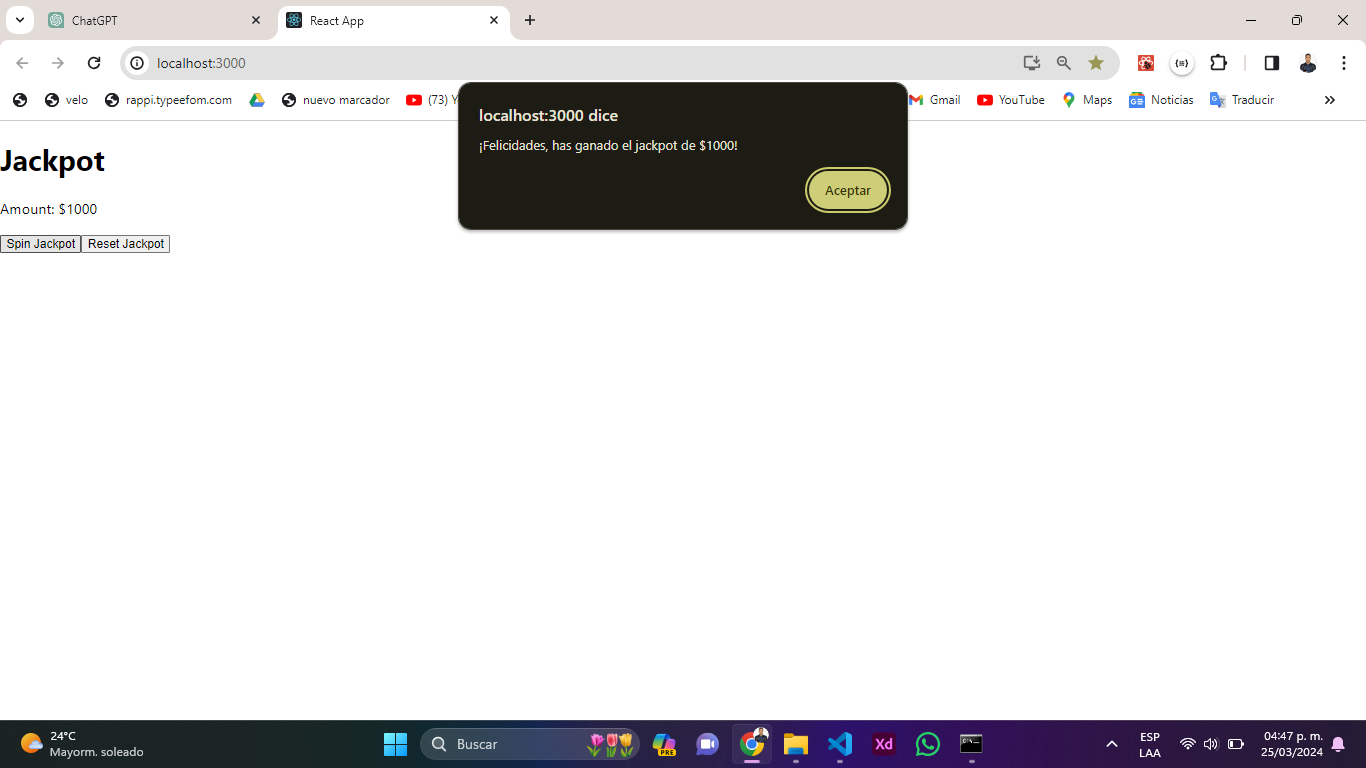 ChatGPT
React App
localhost:3000
velo
rappi.typeefom.com
nuevo marcador
(73) Y
Gmail
YouTube
Maps
Noticias
Traducir
localhost:3000 dice
¡Felicidades, has ganado el jackpot de $1000!
Aceptar
Jackpot
Amount: $1000
Spin Jackpot Reset Jackpot
24°C
Mayorm. soleado
Buscar
PRE
Xd
ESP
LAA
04:47 p. m.
25/03/2024